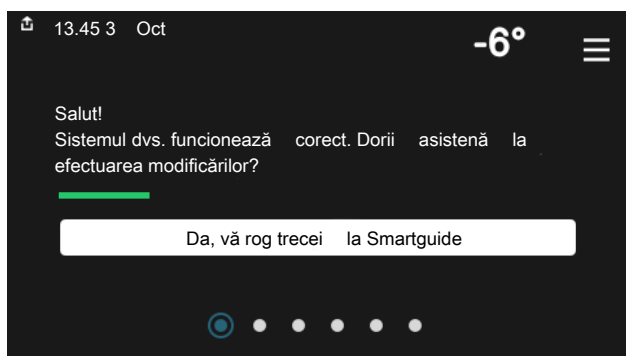 13.45 3 Oct
-6°
Salut!
Sistemul dvs. funcționează corect. Dorii asistenă la
efectuarea modificărilor?
Da, vă rog trecei la Smartguide